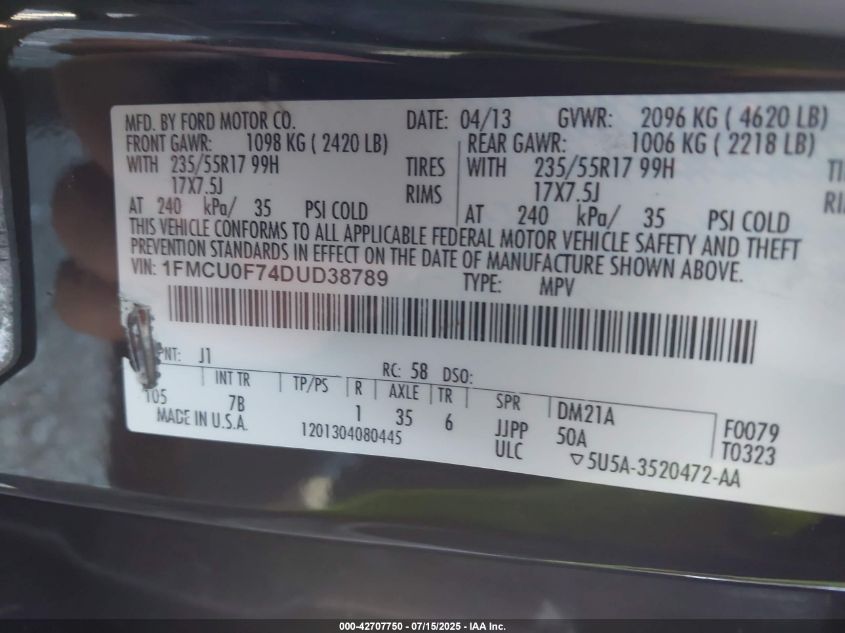 MFD. BY FORD MOTOR CO. DATE: 04/13 GVWR: 2096 KG ( 4620 LB)
FRONT GAWR: 1098 KG ( 2420 LB) REAR GAWR: 1006 KG ( 2218 LB)
WITH 235/55R17 99H TIRES WITH 235/55R17 99H
17X7.5J RIMS 17X7.5J
AT 240 kPa/ 35 PSI COLD AT 240 kPa/ 35 PSI COLD
THIS VEHICLE CONFORMS TO ALL APPLICABLE FEDERAL MOTOR VEHICLE SAFETY AND THEFT
PREVENTION STANDARDS IN EFFECT ON THE DATE OF MANUFACTURE SHOWN ABOVE.
VIN: 1FMCU0F74DUD38789 TYPE: MPV
PNT: J1 RC: 58 DSO:
INT TR TP/PS R AXLE TR SPR DM21A F0079
105 7B 1 35 6 JJPP 50A T0323
MADE IN U.S.A. 1201304080445 ULC 5U5A-3520472-AA
000-42707750 - 07/15/2025 - IAA Inc.